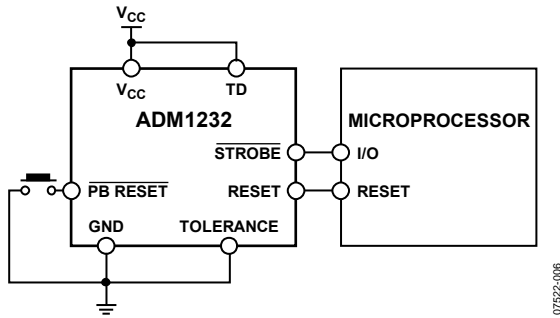 VCC
VCC
TD
ADM1232
MICROPROCESSOR
STROBE
I/O
PB RESET
RESET
RESET
GND
TOLERANCE
07522-006